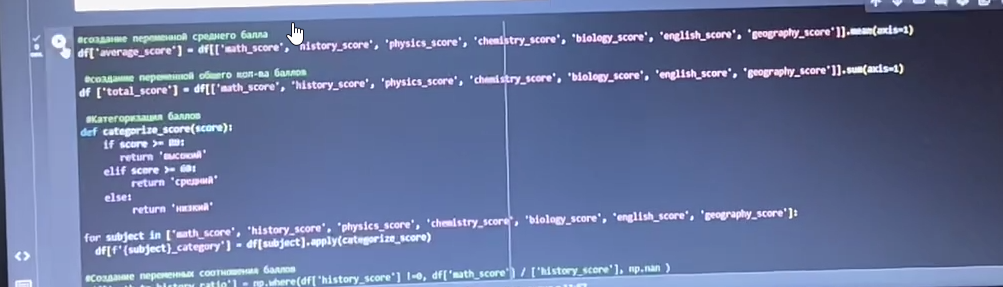 #создание переменной среднего балла
df['average_score'] = df[['math_score', 'history_score', 'physics_score', 'chemistry_score', 'biology_score', 'english_score', 'geography_score']].mean(axis=1)
#создание переменной общего кол-ва баллов
df ['total_score'] = df[['math_score', 'history_score', 'physics_score', 'chemistry_score', 'biology_score', 'english_score', 'geography_score']].sum(axis=1)
#Категоризация баллов
def categorize_score(score):
if score >= 80:
return 'высокий'
elif score >= 60:
return 'средний'
else:
return 'низкий'
for subject in ['math_score', 'history_score', 'physics_score', 'chemistry_score', 'biology_score', 'english_score', 'geography_score']:
df[f'{subject}_category'] = df[subject].apply(categorize_score)
#Создание переменных соотношения баллов
= np.where(df['history_score'] !=0, df['math_score'] / ['history_score'], np.nan )